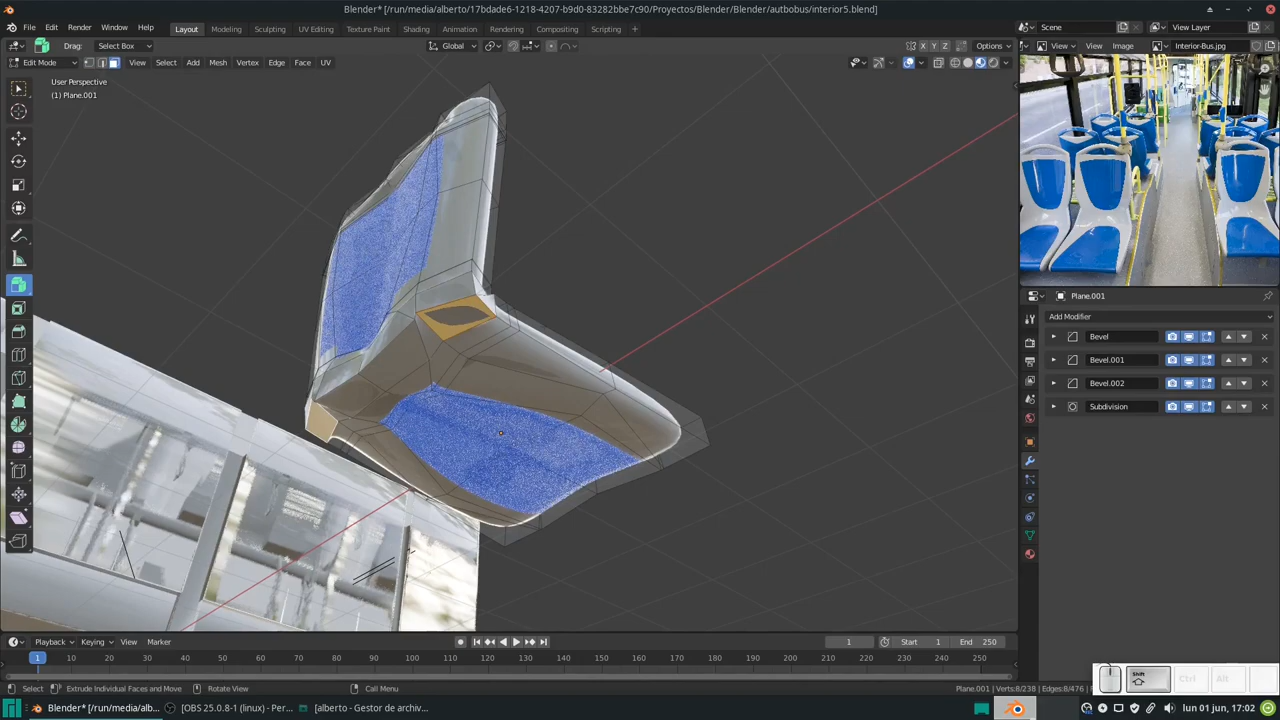 Blender* [/run/media/alberto/17bdade6-1218-4207-b9d0-83282bbe7c90/Proyectos/Blender/Blender/autbobus/interior5.blend]
File Edit Render Window Help Layout Modeling Sculpting UV Editing Texture Paint Shading Animation Rendering Compositing Scripting + Scene View Layer
Drag: Select Box Global X Y Z Options View View Image Interior-Bus.jpg
Edit Mode View Select Add Mesh Vertex Edge Face UV
User Perspective
(1) Plane.001
Plane.001
Add Modifier
Bevel
Bevel.001
Bevel.002
Subdivision
Playback Keying View Marker 1 Start 1 End 250
1 10 20 30 40 50 60 70 80 90 100 110 120 130 140 150 160 170 180 190 200 210 220 230 240 250
Shift Ctrl Alt
Select Extrude Individual Faces and Move Rotate View Call Menu Plane.001 | Verts:8/238 | Edges:8/476
Blender* [/run/media/alb... [OBS 25.0.8-1 (linux) - Per... [alberto - Gestor de archiv... lun 01 jun, 17:02